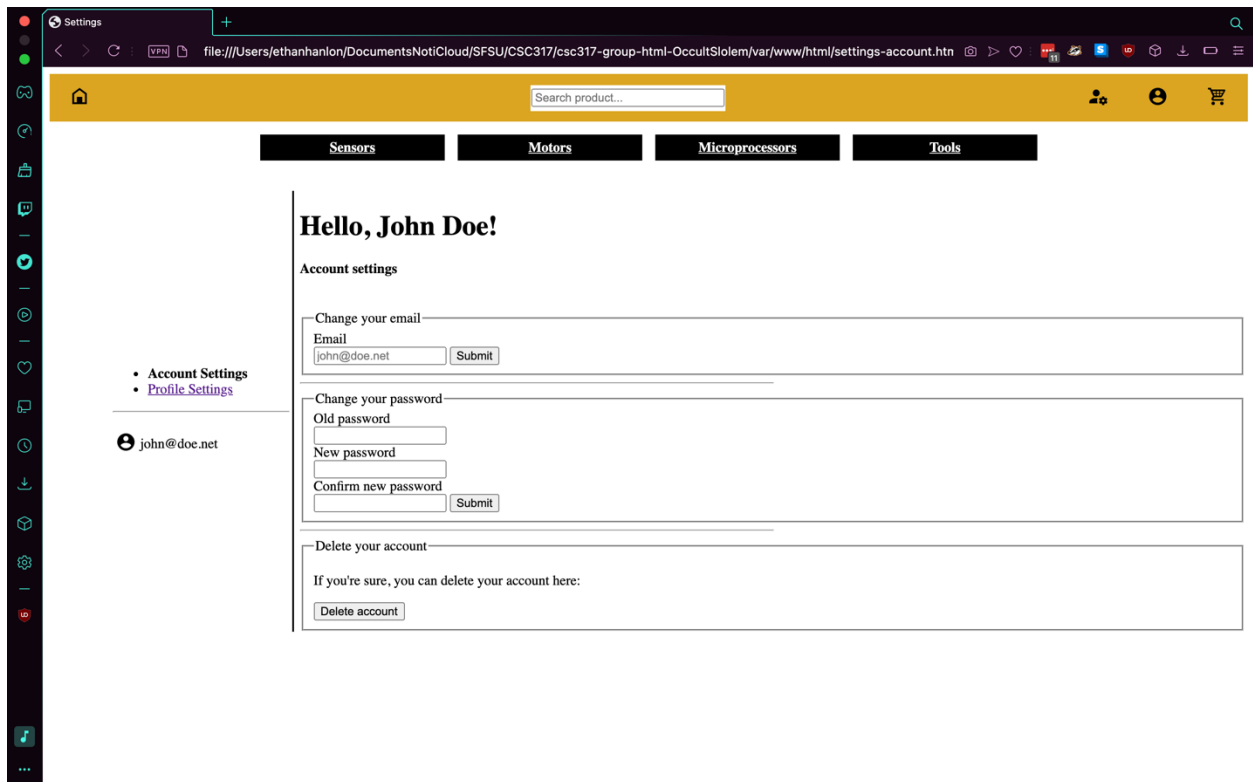 Settings
VPN
file:///Users/ethanhanlon/DocumentsNotiCloud/SFSU/CSC317/csc317-group-html-OccultSlolem/var/www/html/settings-account.htn
11
S
Search product...
Sensors Motors Microprocessors Tools
Hello, John Doe!
Account settings
Change your email
Email
john@doe.net Submit
Account Settings
Profile Settings
john@doe.net
Change your password
Old password
New password
Confirm new password
Submit
Delete your account
If you're sure, you can delete your account here:
Delete account